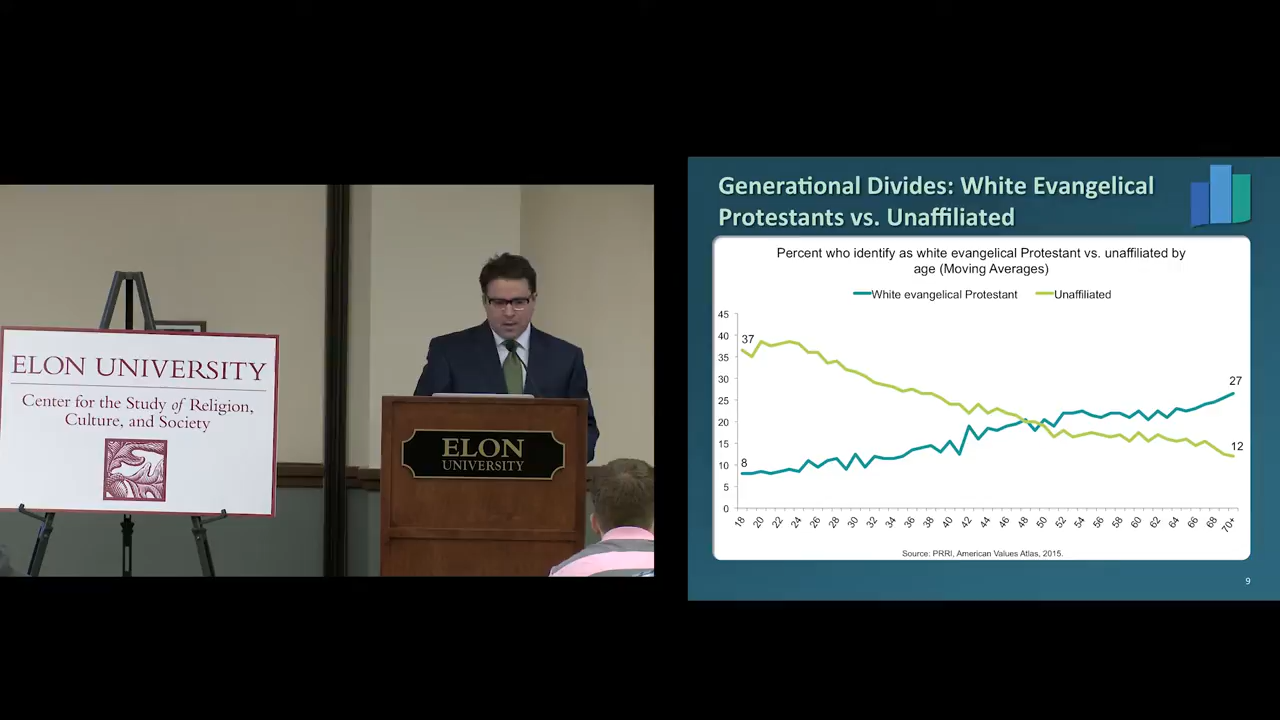 ELON UNIVERSITY
Center for the Study of Religion,
Culture, and Society
ELON
UNIVERSITY
Generational Divides: White Evangelical
Protestants vs. Unaffiliated
Percent who identify as white evangelical Protestant vs. unaffiliated by
age (Moving Averages)
White evangelical Protestant Unaffiliated
45
40
35
30
25
20
15
10
5
0
37
8
27
12
18 20 22 24 26 28 30 32 34 36 38 40 42 44 46 48 50 52 54 56 58 60 62 64 66 68 70+
Source: PRRI, American Values Atlas, 2015.
9